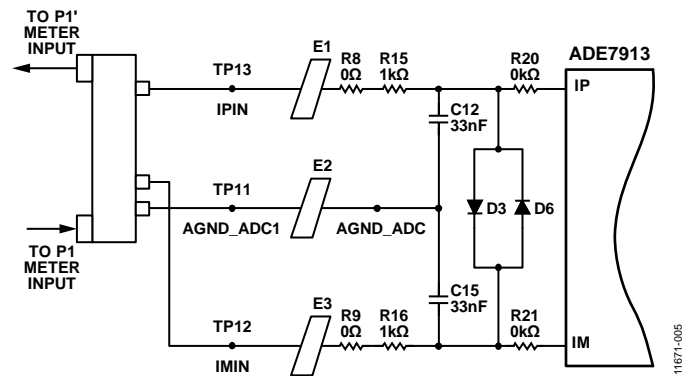 TO P1'
METER
INPUT
E1
R8
0Ω
R15
1kΩ
R20
0kΩ
ADE7913
TP13
IPIN
IP
C12
33nF
E2
TP11
AGND_ADC1
AGND_ADC
D3
D6
TO P1
METER
INPUT
C15
33nF
E3
R9
0Ω
R16
1kΩ
R21
0kΩ
TP12
IMIN
IM
11671-005